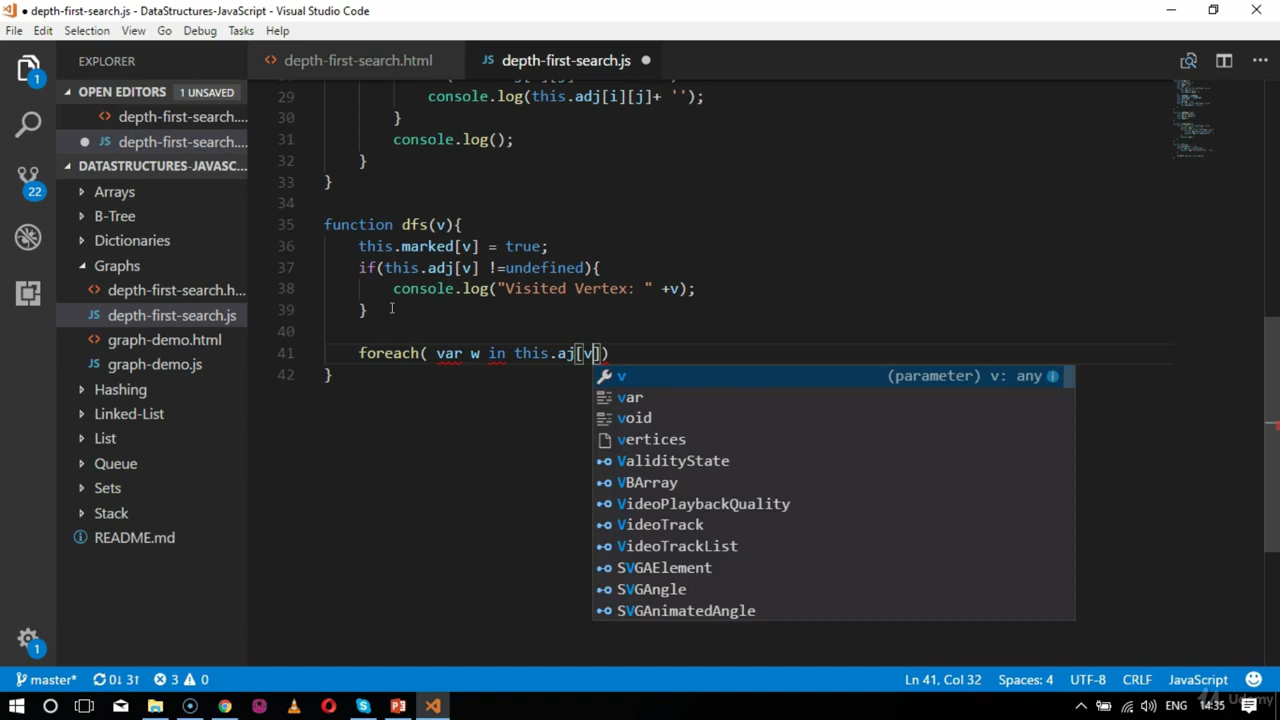 ● depth-first-search.js - DataStructures-JavaScript - Visual Studio Code
File Edit Selection View Go Debug Tasks Help
EXPLORER
OPEN EDITORS 1 UNSAVED
depth-first-search....
JS depth-first-search....
DATASTRUCTURES-JAVASC...
Arrays
B-Tree
Dictionaries
Graphs
depth-first-search.h...
JS depth-first-search.js
graph-demo.html
JS graph-demo.js
Hashing
Linked-List
List
Queue
Sets
Stack
README.md
1
22
1
depth-first-search.html JS depth-first-search.js
29 console.log(this.adj[i][j]+ '');
30 }
31 console.log();
32 }
33 }
34
35 function dfs(v){
36 this.marked[v] = true;
37 if(this.adj[v] !=undefined){
38 console.log("Visited Vertex: " +v);
39 }
40
41 foreach( var w in this.aj[v])
42 }
v (parameter) v: any
var
void
vertices
ValidityState
VBArray
VideoPlaybackQuality
VideoTrack
VideoTrackList
SVGAElement
SVGAngle
SVGAnimatedAngle
master* 0↓ 3↑ 3 0 Ln 41, Col 32 Spaces: 4 UTF-8 CRLF JavaScript
ENG 14:35
Udemy